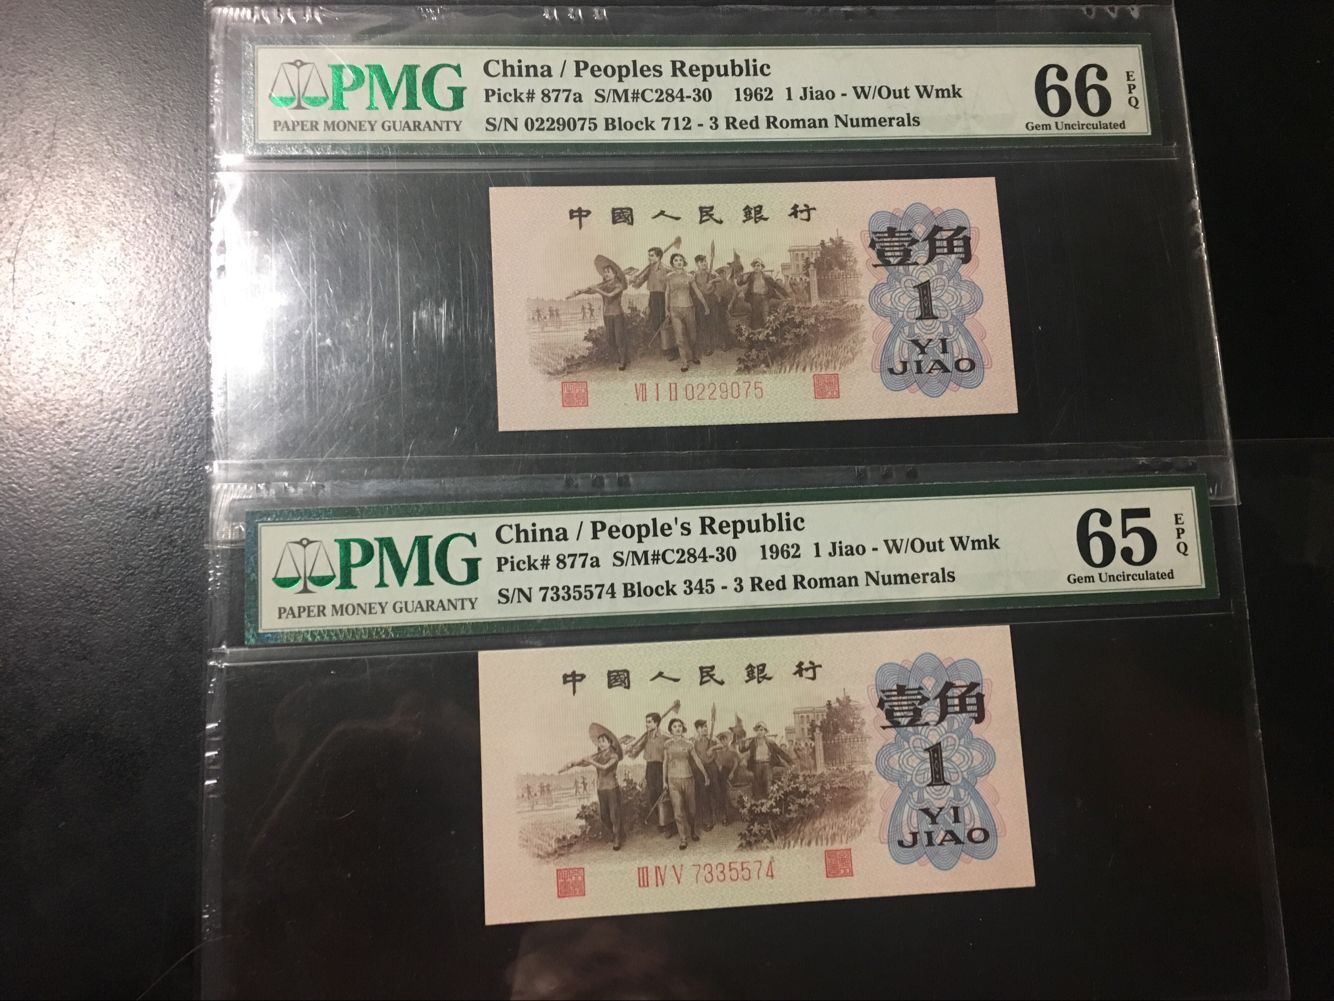 PMG
PAPER MONEY GUARANTY
China / Peoples Republic
Pick# 877a S/M#C284-30 1962 1 Jiao - W/Out Wmk
S/N 0229075 Block 712 - 3 Red Roman Numerals
66
Gem Uncirculated
EPQ
中國人民銀行
壹角
1
YI
JIAO
VII I II 0229075
PMG
PAPER MONEY GUARANTY
China / People's Republic
Pick# 877a S/M#C284-30 1962 1 Jiao - W/Out Wmk
S/N 7335574 Block 345 - 3 Red Roman Numerals
65
Gem Uncirculated
EPQ
中國人民銀行
壹角
1
YI
JIAO
III IV V 7335574